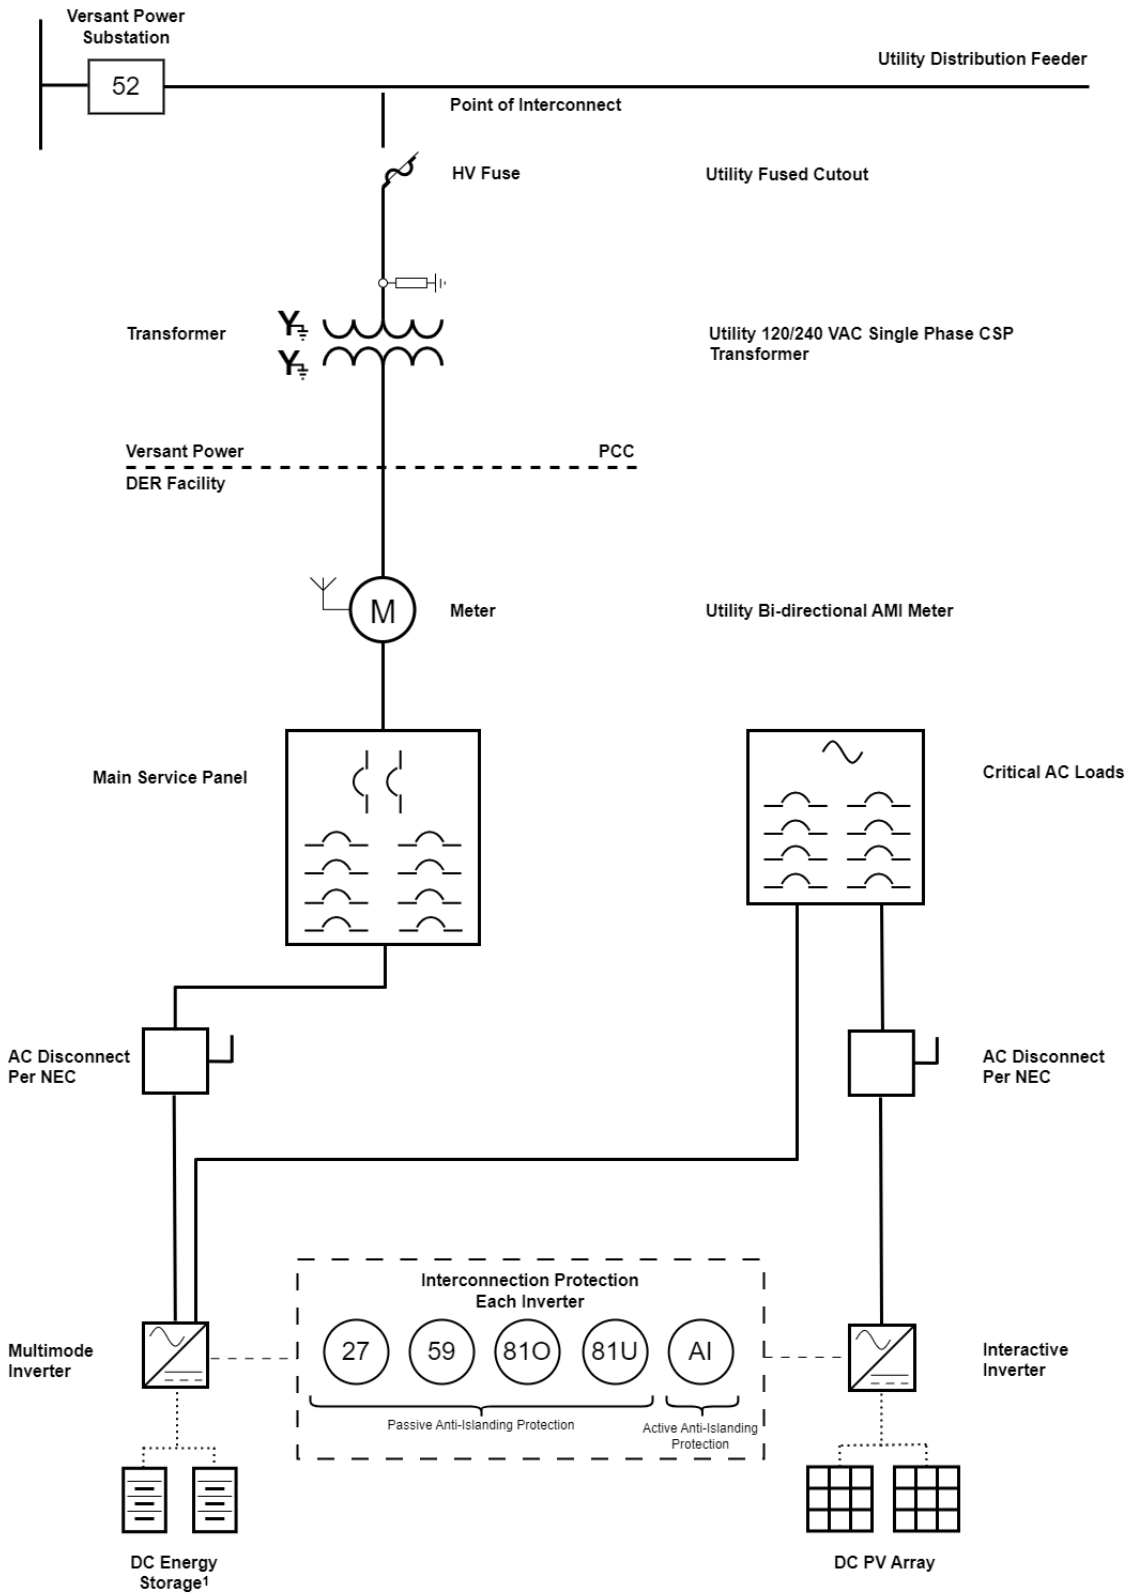 Versant Power
Substation
52
Utility Distribution Feeder
Point of Interconnect
HV Fuse
Utility Fused Cutout
Transformer
Y
Y
Utility 120/240 VAC Single Phase CSP
Transformer
Versant Power
PCC
DER Facility
M
Meter
Utility Bi-directional AMI Meter
Main Service Panel
Critical AC Loads
AC Disconnect
Per NEC
AC Disconnect
Per NEC
Interconnection Protection
Each Inverter
Multimode
Inverter
27
59
81O
81U
AI
Interactive
Inverter
Passive Anti-Islanding Protection
Active Anti-Islanding
Protection
DC Energy
Storage¹
DC PV Array